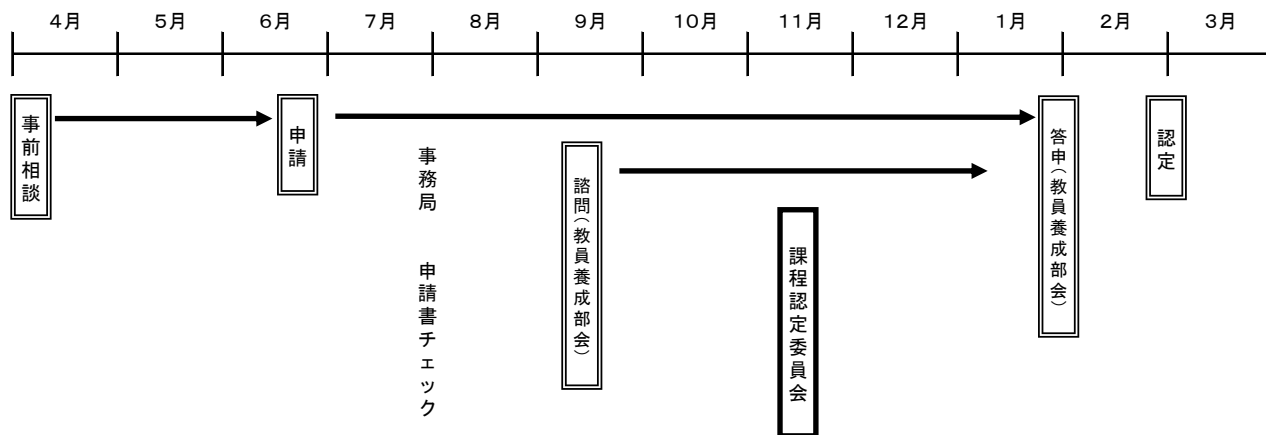 4月
5月
6月
7月
8月
9月
10月
11月
12月
1月
2月
3月
事前相談
申請
事務局　申請書チェック
諮問(教員養成部会)
課程認定委員会
答申(教員養成部会)
認定